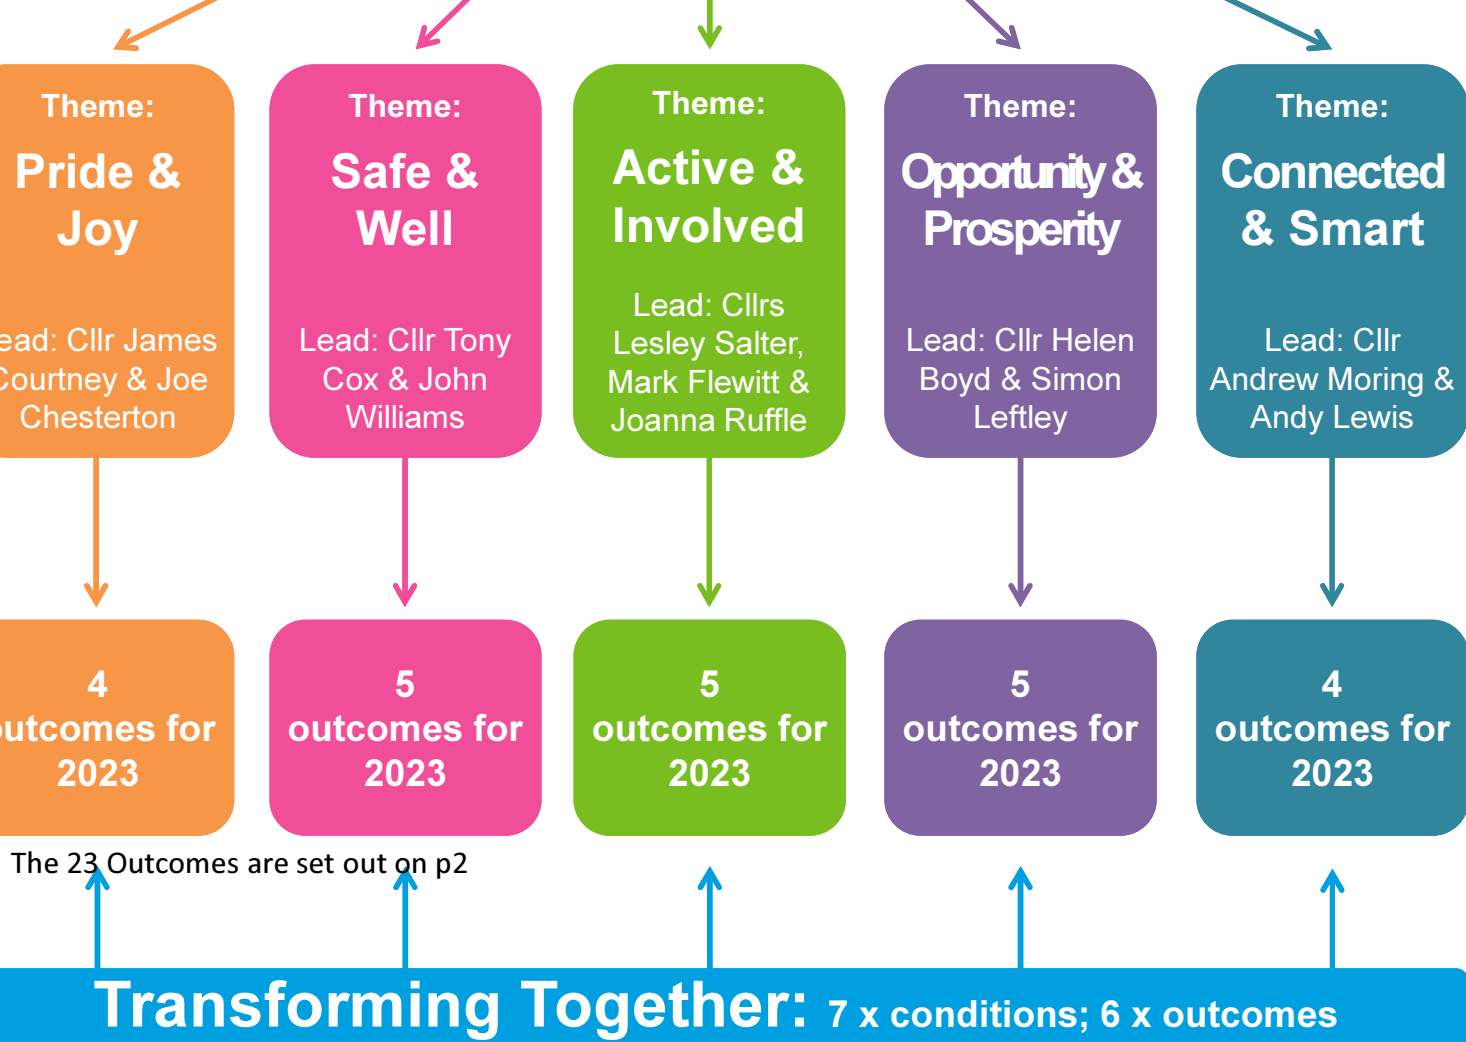 Theme:
Pride &
Joy
ead: Cllr James
Courtney & Joe
Chesterton
Theme:
Safe &
Well
Lead: Cllr Tony
Cox & John
Williams
Theme:
Active &
Involved
Lead: Cllrs
Lesley Salter,
Mark Flewitt &
Joanna Ruffle
Theme:
Opportunity &
Prosperity
Lead: Cllr Helen
Boyd & Simon
Leftley
Theme:
Connected
& Smart
Lead: Cllr
Andrew Moring &
Andy Lewis
4
outcomes for
2023
5
outcomes for
2023
5
outcomes for
2023
5
outcomes for
2023
4
outcomes for
2023
The 23 Outcomes are set out on p2
Transforming Together: 7 x conditions; 6 x outcomes